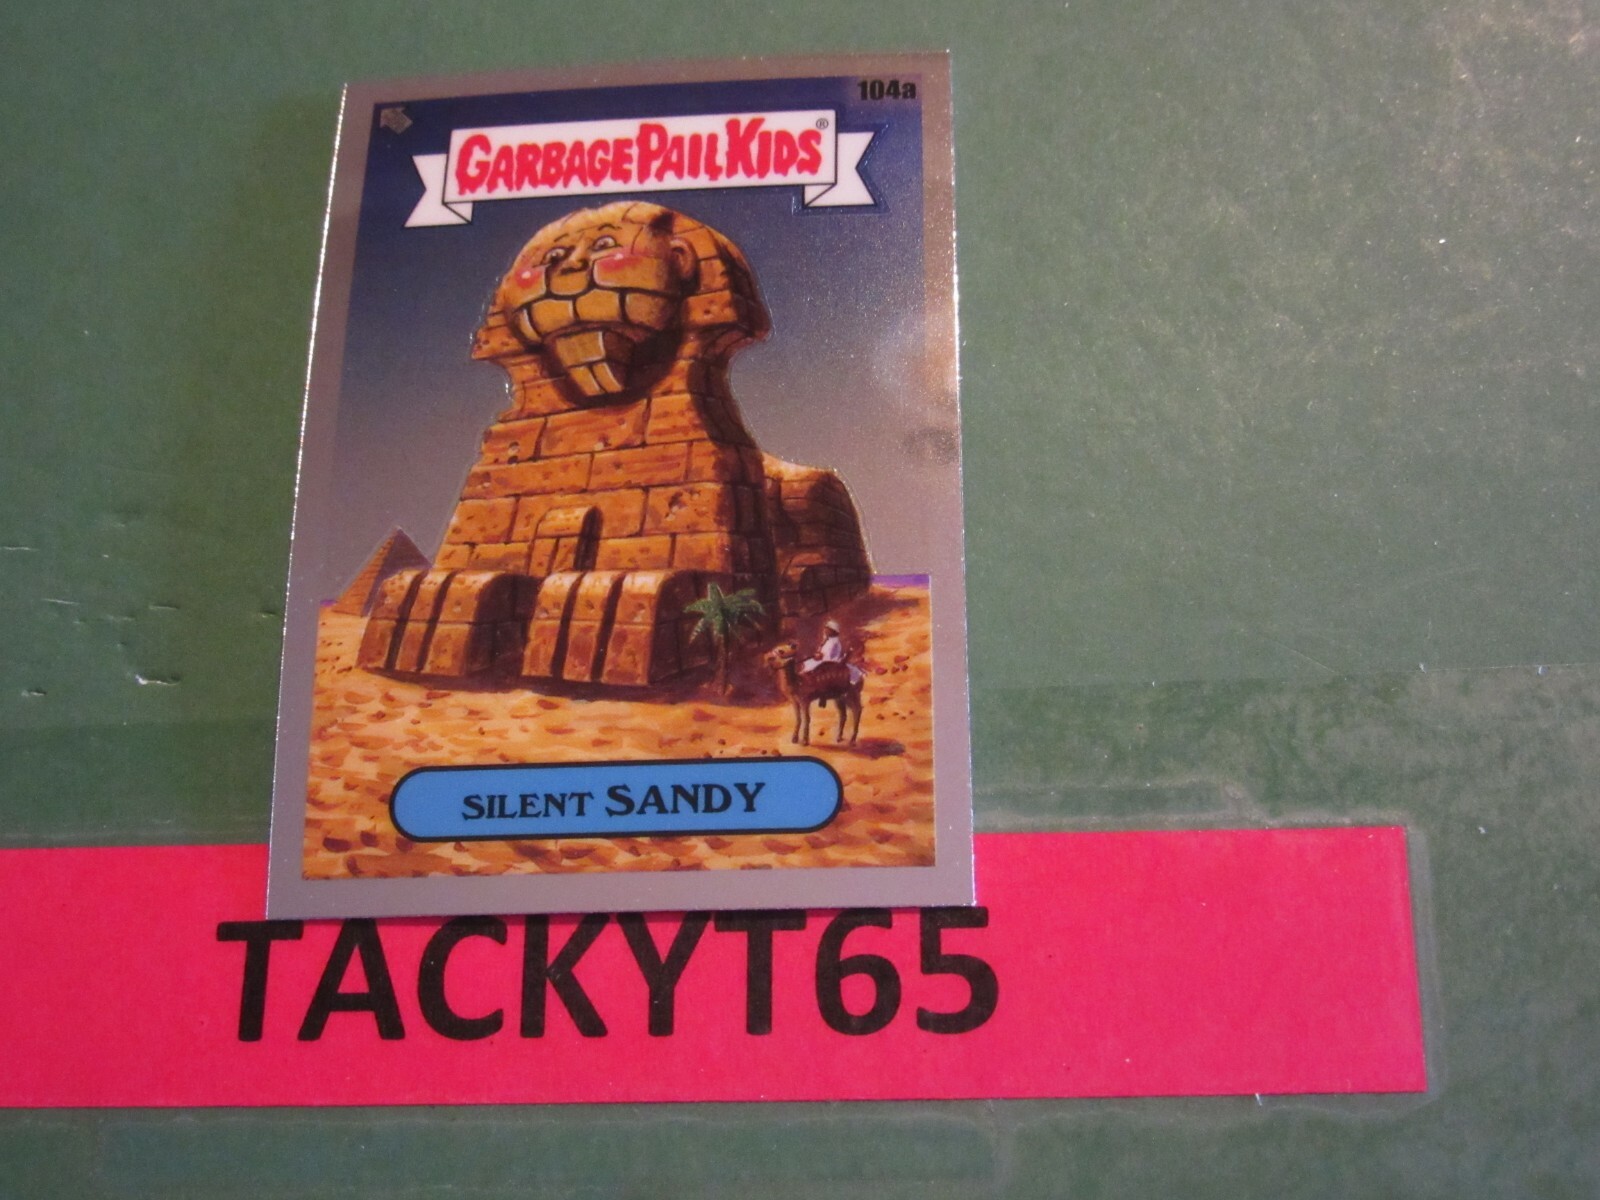 104a
GARBAGE PAIL KIDS®
SILENT SANDY
TACKYT65